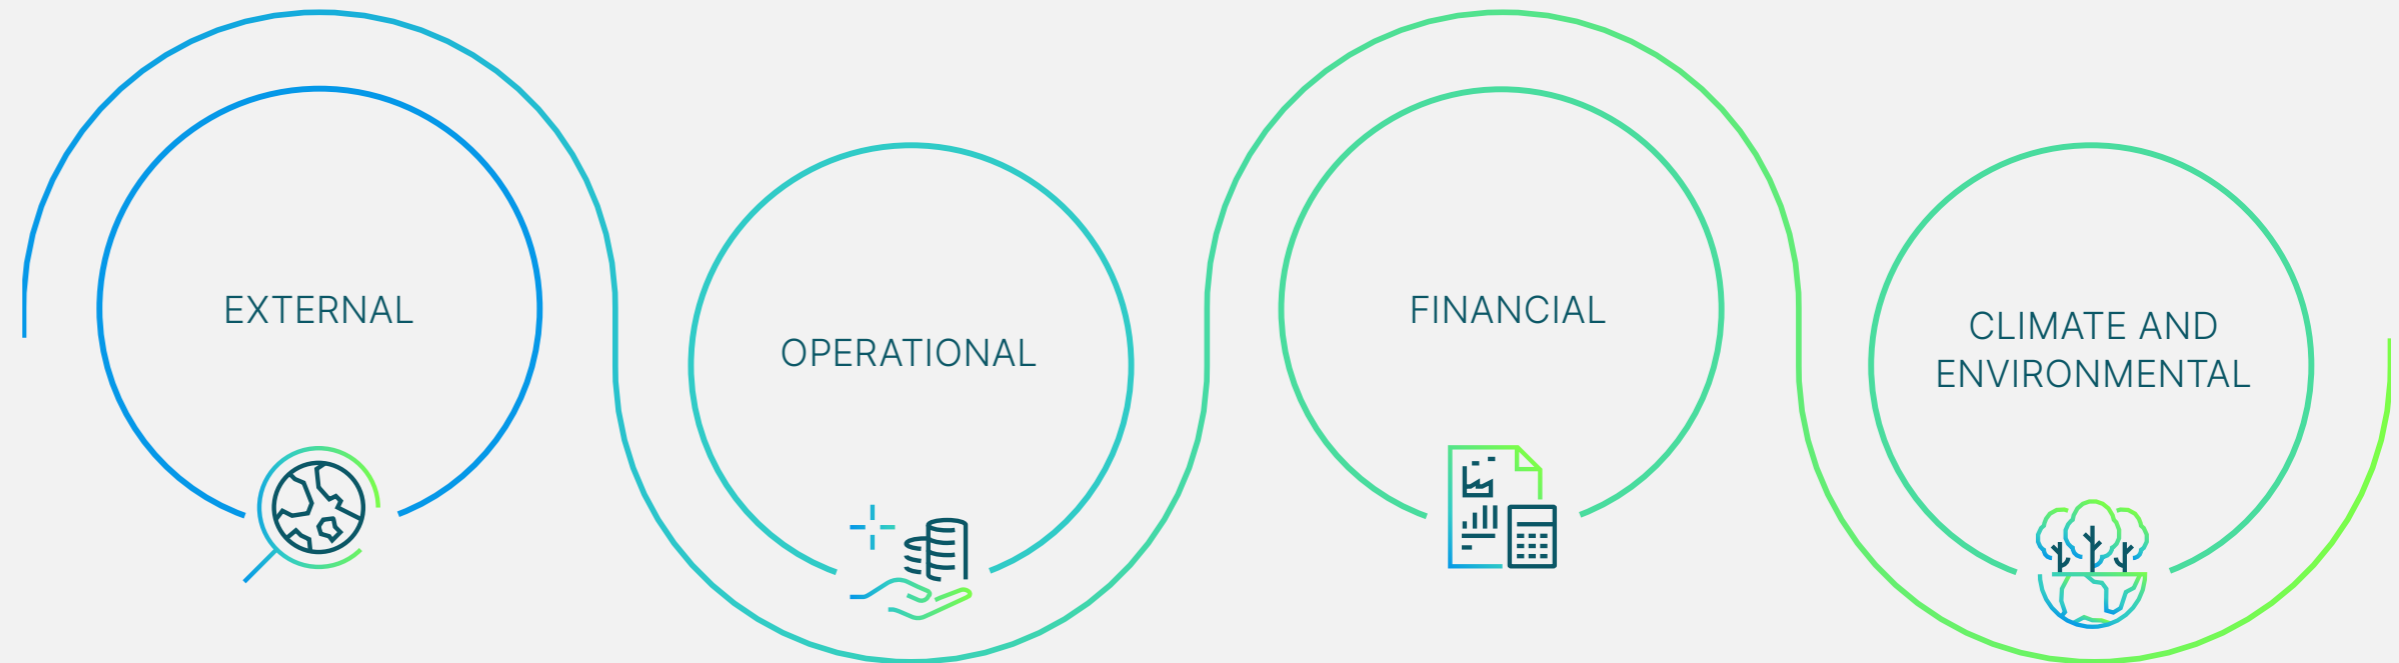 EXTERNAL
OPERATIONAL
FINANCIAL
CLIMATE AND
ENVIRONMENTAL